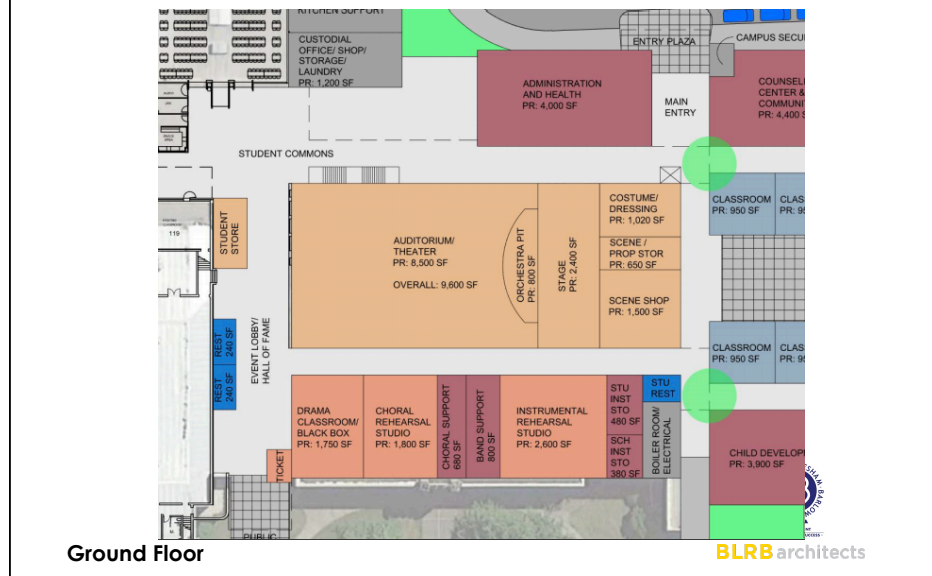 KITCHEN SUPPORT
CUSTODIAL
OFFICE/ SHOP/
STORAGE/
LAUNDRY
PR: 1,200 SF
ENTRY PLAZA
CAMPUS SECU
ADMINISTRATION
AND HEALTH
PR: 4,000 SF
MAIN
ENTRY
COUNSEL
CENTER &
COMMUNI
PR: 4,400 S
STUDENT COMMONS
STUDENT
STORE
119
AUDITORIUM/
THEATER
PR: 8,500 SF
OVERALL: 9,600 SF
ORCHESTRA PIT
PR: 800 SF
STAGE
PR: 2,400 SF
COSTUME/
DRESSING
PR: 1,020 SF
SCENE /
PROP STOR
PR: 650 SF
SCENE SHOP
PR: 1,500 SF
CLASSROOM
PR: 950 SF
CLAS
PR: 95
CLASSROOM
PR: 950 SF
CLAS
PR: 95
REST
240 SF
REST
240 SF
EVENT LOBBY/
HALL OF FAME
DRAMA
CLASSROOM/
BLACK BOX
PR: 1,750 SF
CHORAL
REHEARSAL
STUDIO
PR: 1,800 SF
CHORAL SUPPORT
680 SF
BAND SUPPORT
800 SF
INSTRUMENTAL
REHEARSAL
STUDIO
PR: 2,600 SF
STU
INST
STO
480 SF
SCH
INST
STO
380 SF
STU
REST
BOILER ROOM/
ELECTRICAL
CHILD DEVELOP
PR: 3,900 SF
TICKET
PUBLIC
SHAM-BARLOW
Ground Floor
BLRB architects